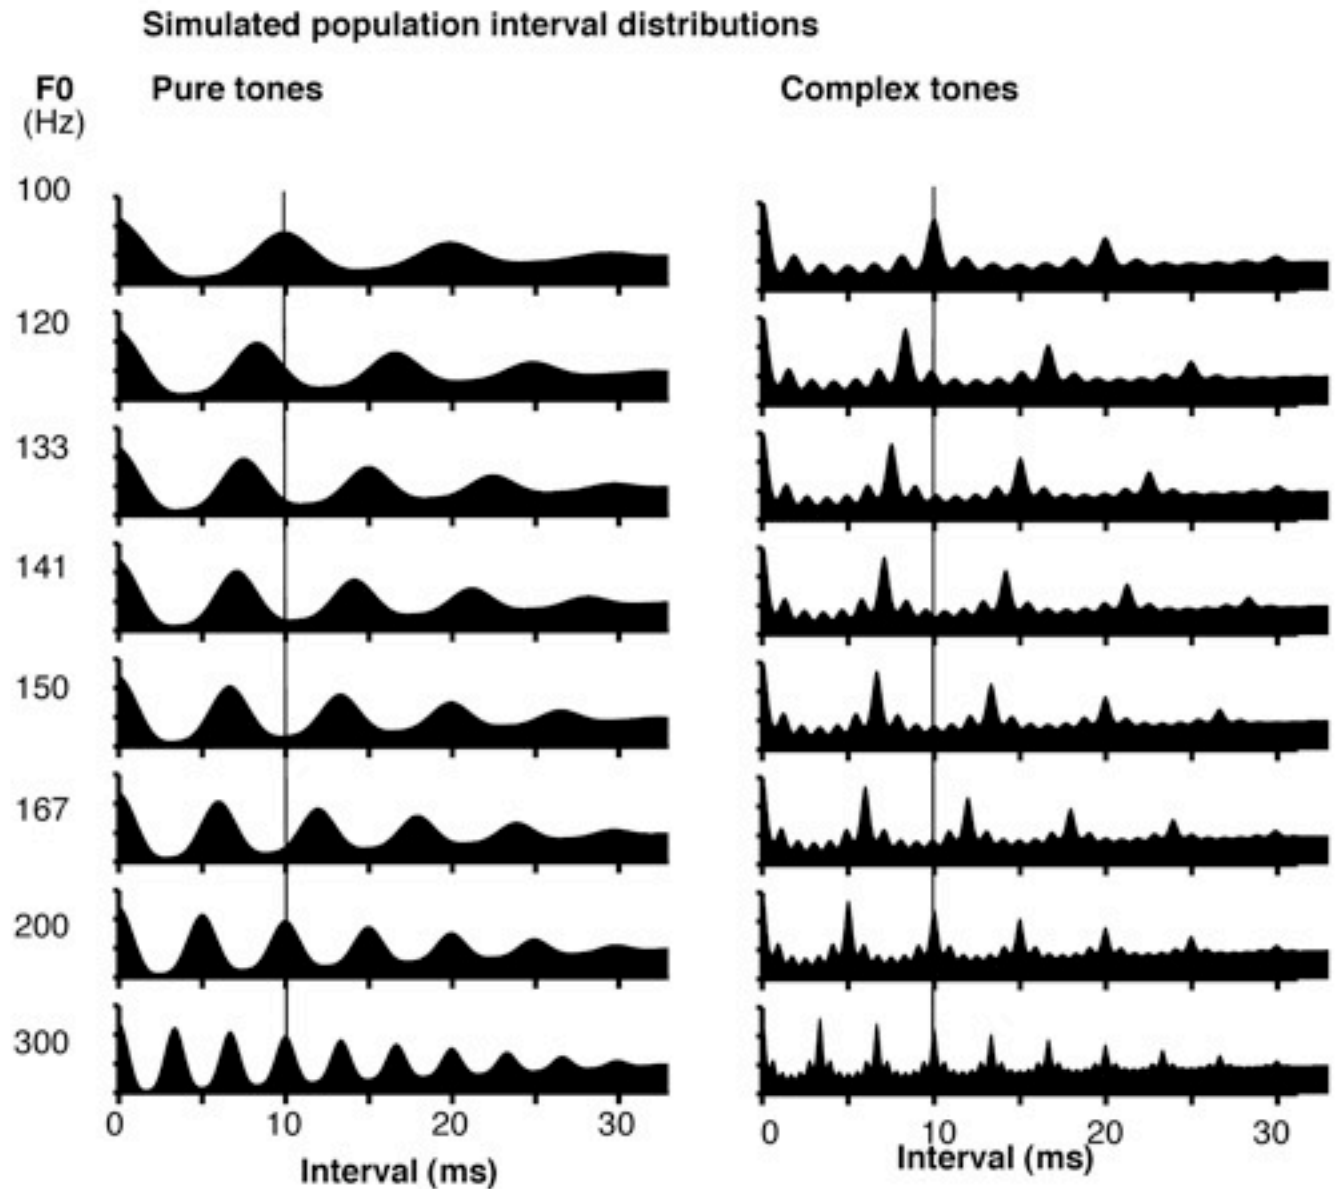 Simulated population interval distributions
F0 Pure tones Complex tones
(Hz)
100
120
133
141
150
167
200
300
0 10 20 30 0 10 20 30
Interval (ms) Interval (ms)